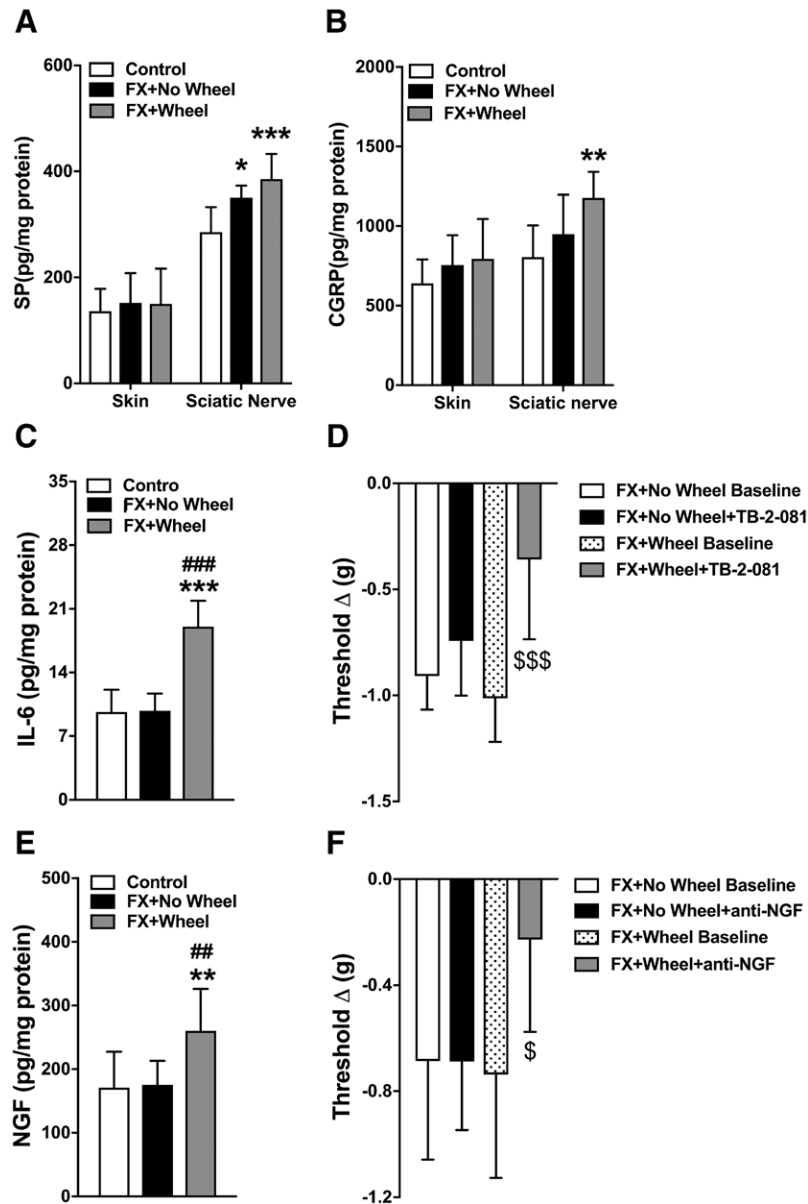 A
SP(pg/mg protein)
600
400
200
0
Control
FX+No Wheel
FX+Wheel
*
***
Skin
Sciatic Nerve
B
CGRP(pg/mg protein)
2000
1500
1000
500
0
Control
FX+No Wheel
FX+Wheel
**
Skin
Sciatic nerve
C
IL-6 (pg/mg protein)
35
28
21
14
7
0
Contro
FX+No Wheel
FX+Wheel
###
***
D
Threshold Δ (g)
0.0
-0.5
-1.0
-1.5
$$$
FX+No Wheel Baseline
FX+No Wheel+TB-2-081
FX+Wheel Baseline
FX+Wheel+TB-2-081
E
NGF (pg/mg protein)
500
400
300
200
100
0
Control
FX+No Wheel
FX+Wheel
##
**
F
Threshold Δ (g)
0.0
-0.4
-0.8
-1.2
$
FX+No Wheel Baseline
FX+No Wheel+anti-NGF
FX+Wheel Baseline
FX+Wheel+anti-NGF